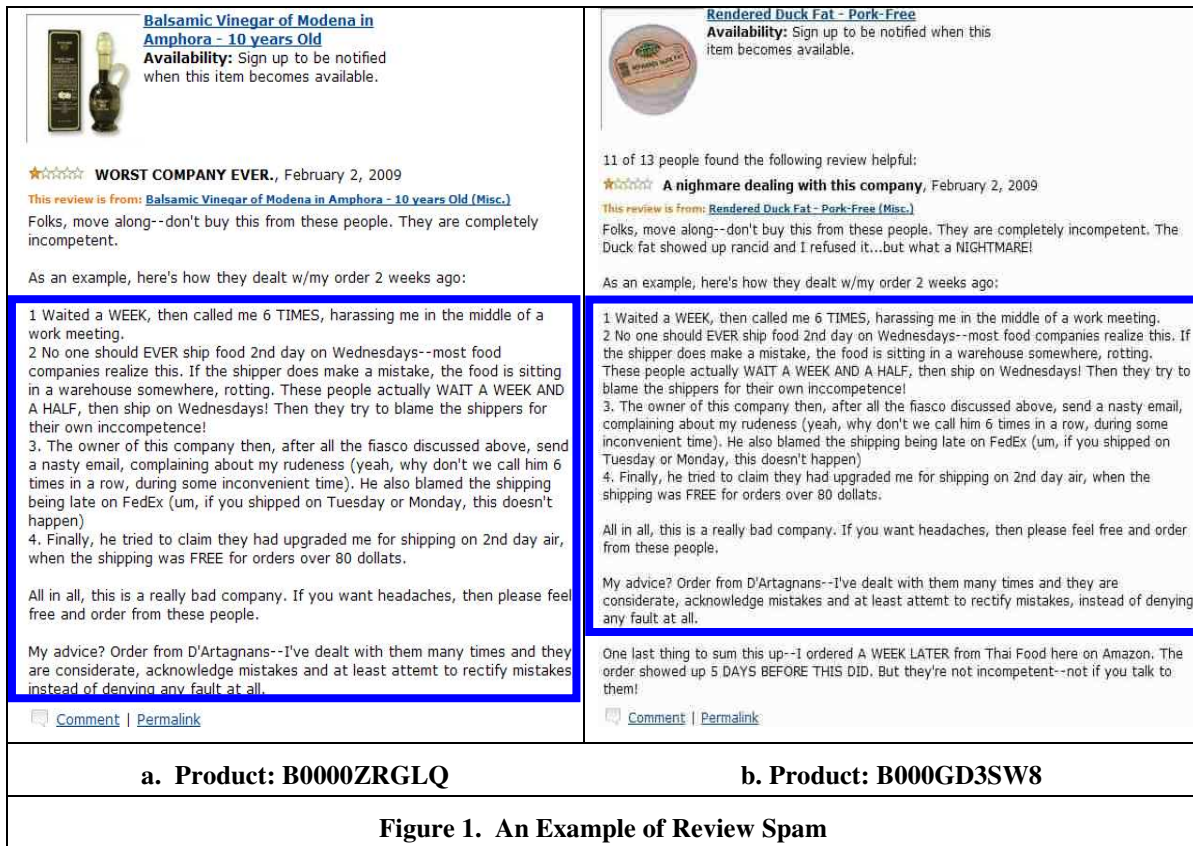 Balsamic Vinegar of Modena in
Amphora - 10 years Old
Availability: Sign up to be notified
when this item becomes available.
WORST COMPANY EVER., February 2, 2009
This review is from: Balsamic Vinegar of Modena in Amphora - 10 years Old (Misc.)
Folks, move along--don't buy this from these people. They are completely
incompetent.
As an example, here's how they dealt w/my order 2 weeks ago:
1 Waited a WEEK, then called me 6 TIMES, harassing me in the middle of a
work meeting.
2 No one should EVER ship food 2nd day on Wednesdays--most food
companies realize this. If the shipper does make a mistake, the food is sitting
in a warehouse somewhere, rotting. These people actually WAIT A WEEK AND
A HALF, then ship on Wednesdays! Then they try to blame the shippers for
their own inccompetence!
3. The owner of this company then, after all the fiasco discussed above, send
a nasty email, complaining about my rudeness (yeah, why don't we call him 6
times in a row, during some inconvenient time). He also blamed the shipping
being late on FedEx (um, if you shipped on Tuesday or Monday, this doesn't
happen)
4. Finally, he tried to claim they had upgraded me for shipping on 2nd day air,
when the shipping was FREE for orders over 80 dollats.
All in all, this is a really bad company. If you want headaches, then please feel
free and order from these people.
My advice? Order from D'Artagnans--I've dealt with them many times and they
are considerate, acknowledge mistakes and at least attemt to rectify mistakes
instead of denying any fault at all.
Comment | Permalink
Rendered Duck Fat - Pork-Free
Availability: Sign up to be notified when this
item becomes available.
11 of 13 people found the following review helpful:
A nighmare dealing with this company, February 2, 2009
This review is from: Rendered Duck Fat - Pork-Free (Misc.)
Folks, move along--don't buy this from these people. They are completely incompetent. The
Duck fat showed up rancid and I refused it...but what a NIGHTMARE!
As an example, here's how they dealt w/my order 2 weeks ago:
1 Waited a WEEK, then called me 6 TIMES, harassing me in the middle of a work meeting.
2 No one should EVER ship food 2nd day on Wednesdays--most food companies realize this. If
the shipper does make a mistake, the food is sitting in a warehouse somewhere, rotting.
These people actually WAIT A WEEK AND A HALF, then ship on Wednesdays! Then they try to
blame the shippers for their own inccompetence!
3. The owner of this company then, after all the fiasco discussed above, send a nasty email,
complaining about my rudeness (yeah, why don't we call him 6 times in a row, during some
inconvenient time). He also blamed the shipping being late on FedEx (um, if you shipped on
Tuesday or Monday, this doesn't happen)
4. Finally, he tried to claim they had upgraded me for shipping on 2nd day air, when the
shipping was FREE for orders over 80 dollats.
All in all, this is a really bad company. If you want headaches, then please feel free and order
from these people.
My advice? Order from D'Artagnans--I've dealt with them many times and they are
considerate, acknowledge mistakes and at least attemt to rectify mistakes, instead of denying
any fault at all.
One last thing to sum this up--I ordered A WEEK LATER from Thai Food here on Amazon. The
order showed up 5 DAYS BEFORE THIS DID. But they're not incompetent--not if you talk to
them!
Comment | Permalink
a. Product: B0000ZRGLQ
b. Product: B000GD3SW8
Figure 1. An Example of Review Spam